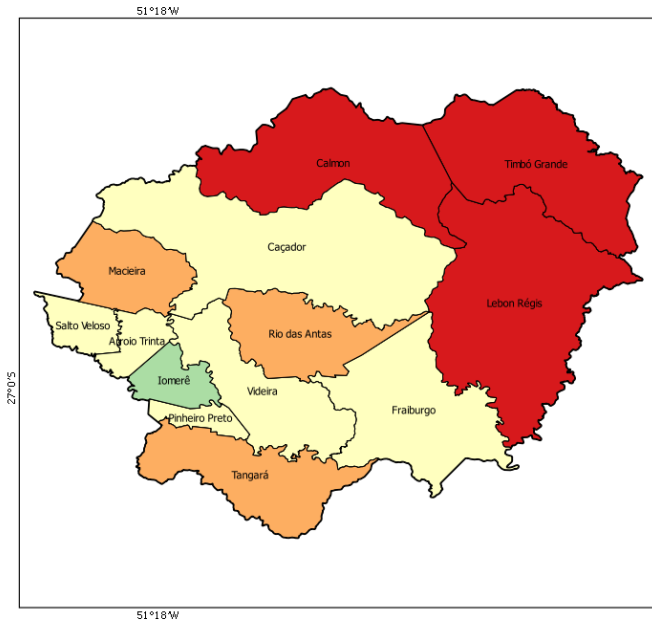 51°18'W
Calmon
Timbó Grande
Caçador
Macieira
Lebon Régis
Salto Veloso
Arroio Trinta
Rio das Antas
Iomerê
Videira
27°0'S
Fraiburgo
Pinheiro Preto
Tangará
51°18'W